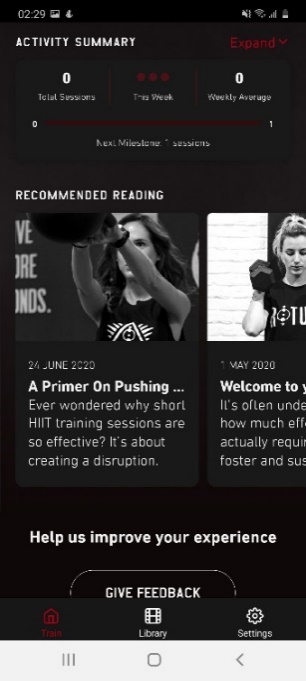 02:29
ACTIVITY SUMMARY
Expand
0
0
Total Sessions
This Week
Weekly Average
0
1
Next Milestone: 1 sessions
RECOMMENDED READING
VE
ORE
ONDS.
24 JUNE 2020
A Primer On Pushing ...
Ever wondered why short
HIIT training sessions are
so effective? It's about
creating a disruption.
1 MAY 2020
Welcome to y
It's often unde
how much effo
actually requir
foster and sus
Help us improve your experience
GIVE FEEDBACK
Train
Library
Settings